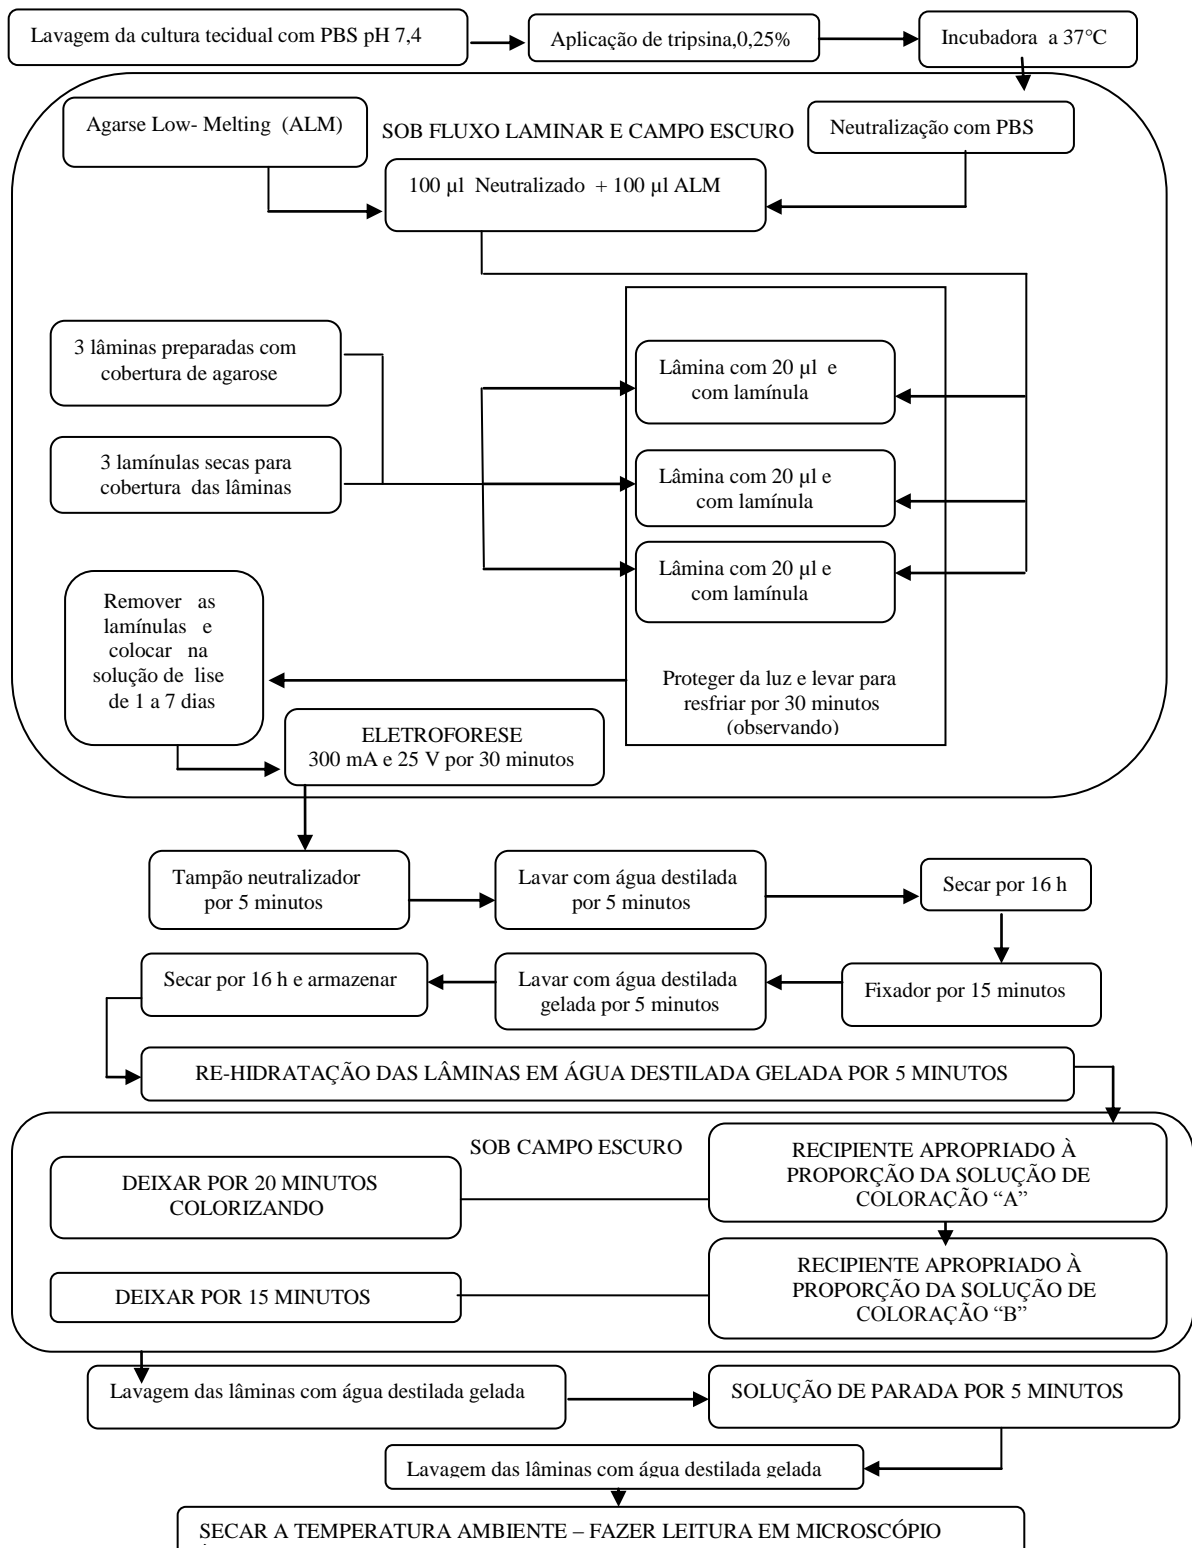 Lavagem da cultura tecidual com PBS pH 7,4
Aplicação de tripsina,0,25%
Incubadora a 37°C
Agarse Low- Melting (ALM)
SOB FLUXO LAMINAR E CAMPO ESCURO
Neutralização com PBS
100 µl Neutralizado + 100 µl ALM
3 lâminas preparadas com
cobertura de agarose
3 lamínulas secas para
cobertura das lâminas
Lâmina com 20 µl e
com lamínula
Lâmina com 20 µl e
com lamínula
Lâmina com 20 µl e
com lamínula
Proteger da luz e levar para
resfriar por 30 minutos
(observando)
Remover as
lamínulas e
colocar na
solução de lise
de 1 a 7 dias
ELETROFORESE
300 mA e 25 V por 30 minutos
Tampão neutralizador
por 5 minutos
Lavar com água destilada
por 5 minutos
Secar por 16 h
Fixador por 15 minutos
Lavar com água destilada
gelada por 5 minutos
Secar por 16 h e armazenar
RE-HIDRATAÇÃO DAS LÂMINAS EM ÁGUA DESTILADA GELADA POR 5 MINUTOS
SOB CAMPO ESCURO
RECIPIENTE APROPRIADO À
PROPORÇÃO DA SOLUÇÃO DE
COLORAÇÃO “A”
DEIXAR POR 20 MINUTOS
COLORIZANDO
RECIPIENTE APROPRIADO À
PROPORÇÃO DA SOLUÇÃO DE
COLORAÇÃO “B”
DEIXAR POR 15 MINUTOS
Lavagem das lâminas com água destilada gelada
SOLUÇÃO DE PARADA POR 5 MINUTOS
Lavagem das lâminas com água destilada gelada
SECAR A TEMPERATURA AMBIENTE – FAZER LEITURA EM MICROSCÓPIO